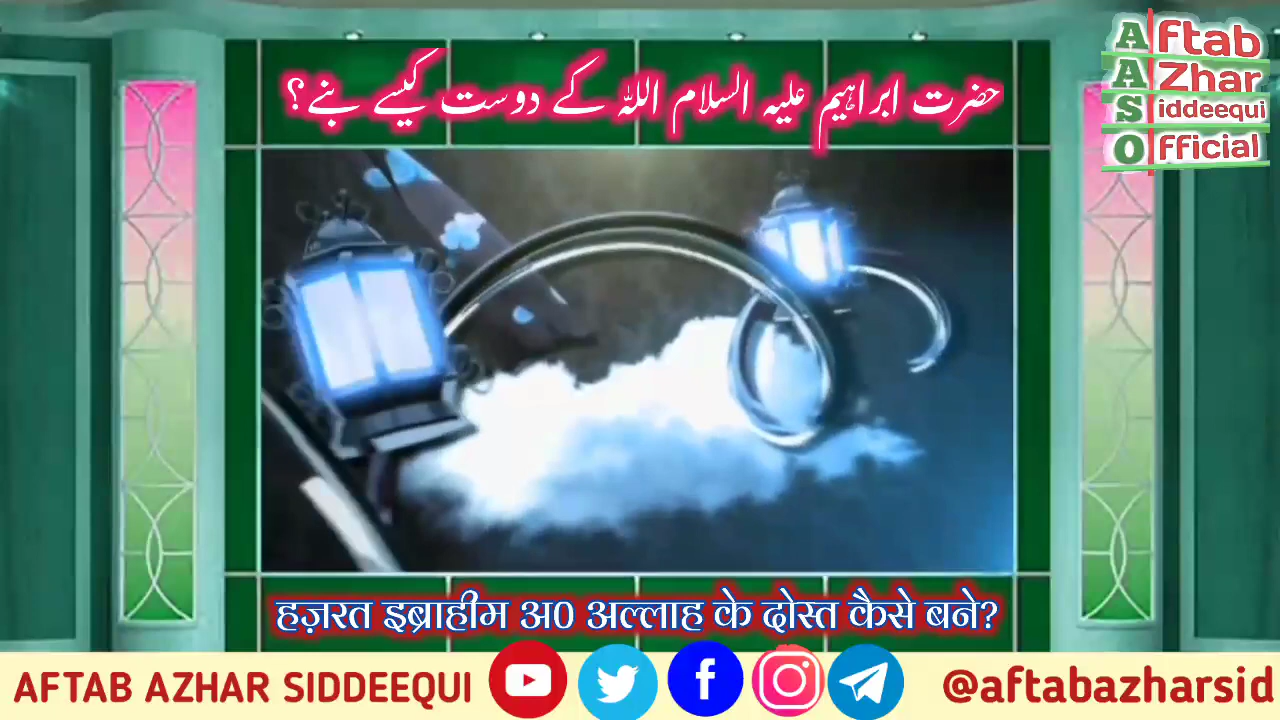 حضرت ابراہیم علیہ السلام اللہ کے دوست کیسے بنے؟
Aftab
AZhar
Siddeequi
Official
हज़रत इब्राहीम अ0 अल्लाह के दोस्त कैसे बने?
AFTAB AZHAR SIDDEEQUI
@aftabazharsid